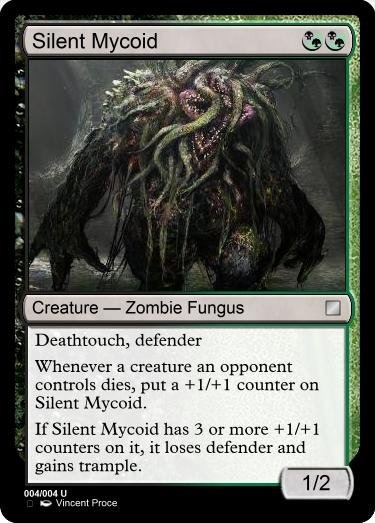 Silent Mycoid
Creature — Zombie Fungus
Deathtouch, defender
Whenever a creature an opponent
controls dies, put a +1/+1 counter on
Silent Mycoid.
If Silent Mycoid has 3 or more +1/+1
counters on it, it loses defender and
gains trample.
1/2
004/004 U
Vincent Proce